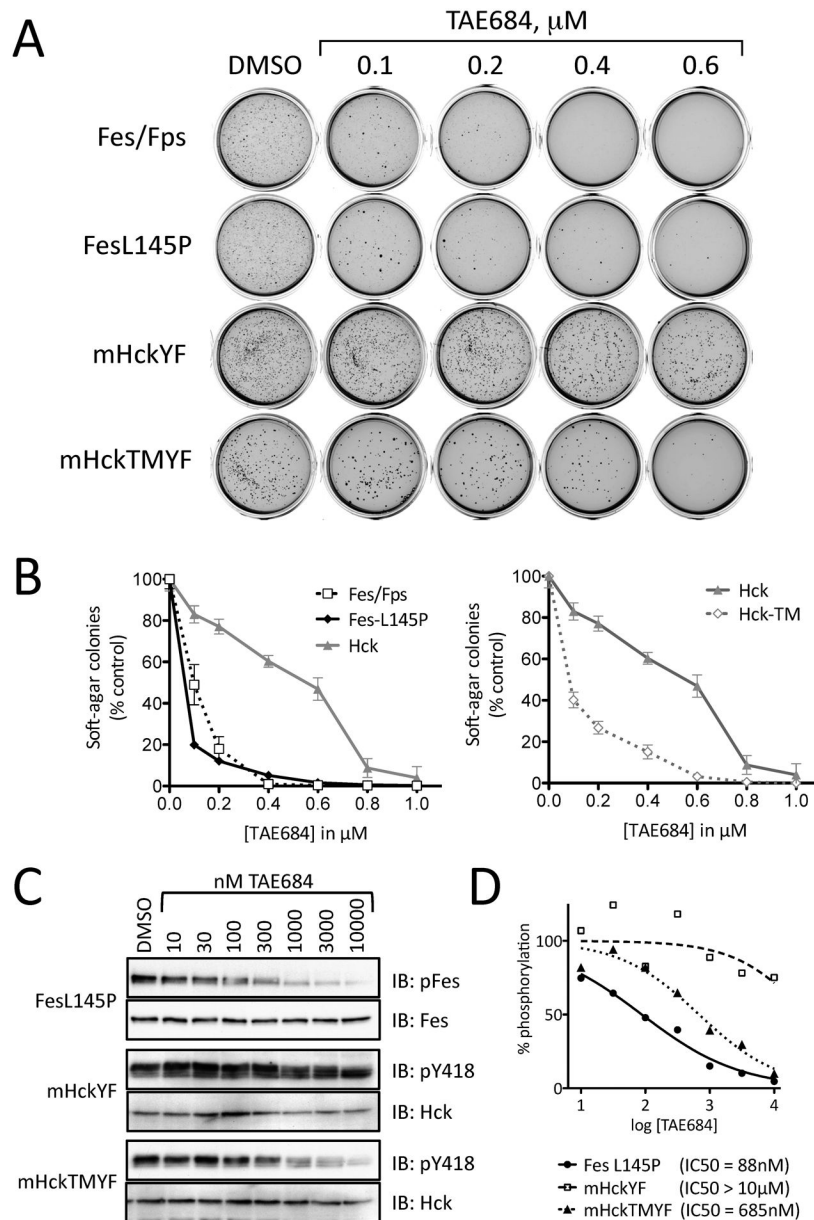 A
TAE684, μM
DMSO 0.1 0.2 0.4 0.6
Fes/Fps
FesL145P
mHckYF
mHckTMYF
B
100
80
60
40
20
0
Soft-agar colonies
(% control)
Fes/Fps
Fes-L145P
Hck
0.0 0.2 0.4 0.6 0.8 1.0
[TAE684] in μM
100
80
60
40
20
0
Soft-agar colonies
(% control)
Hck
Hck-TM
0.0 0.2 0.4 0.6 0.8 1.0
[TAE684] in μM
C
nM TAE684
DMSO 10 30 100 300 1000 3000 10000
FesL145P
IB: pFes
IB: Fes
mHckYF
IB: pY418
IB: Hck
mHckTMYF
IB: pY418
IB: Hck
D
100
50
0
% phosphorylation
1 2 3 4
log [TAE684]
Fes L145P (IC50 = 88nM)
mHckYF (IC50 > 10μM)
mHckTMYF (IC50 = 685nM)